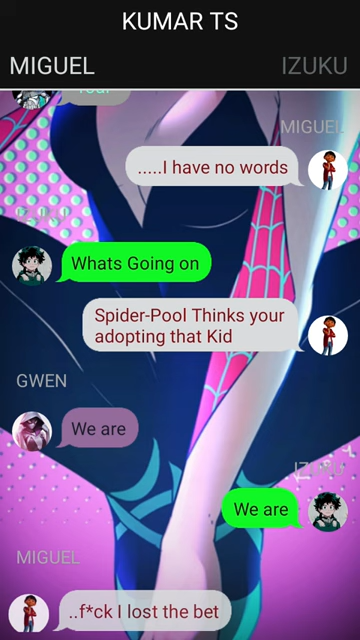 KUMAR TS
MIGUEL IZUKU
MIGUEL
.....I have no words
Whats Going on
Spider-Pool Thinks your
adopting that Kid
GWEN
We are
IZUKU
We are
MIGUEL
..f*ck I lost the bet